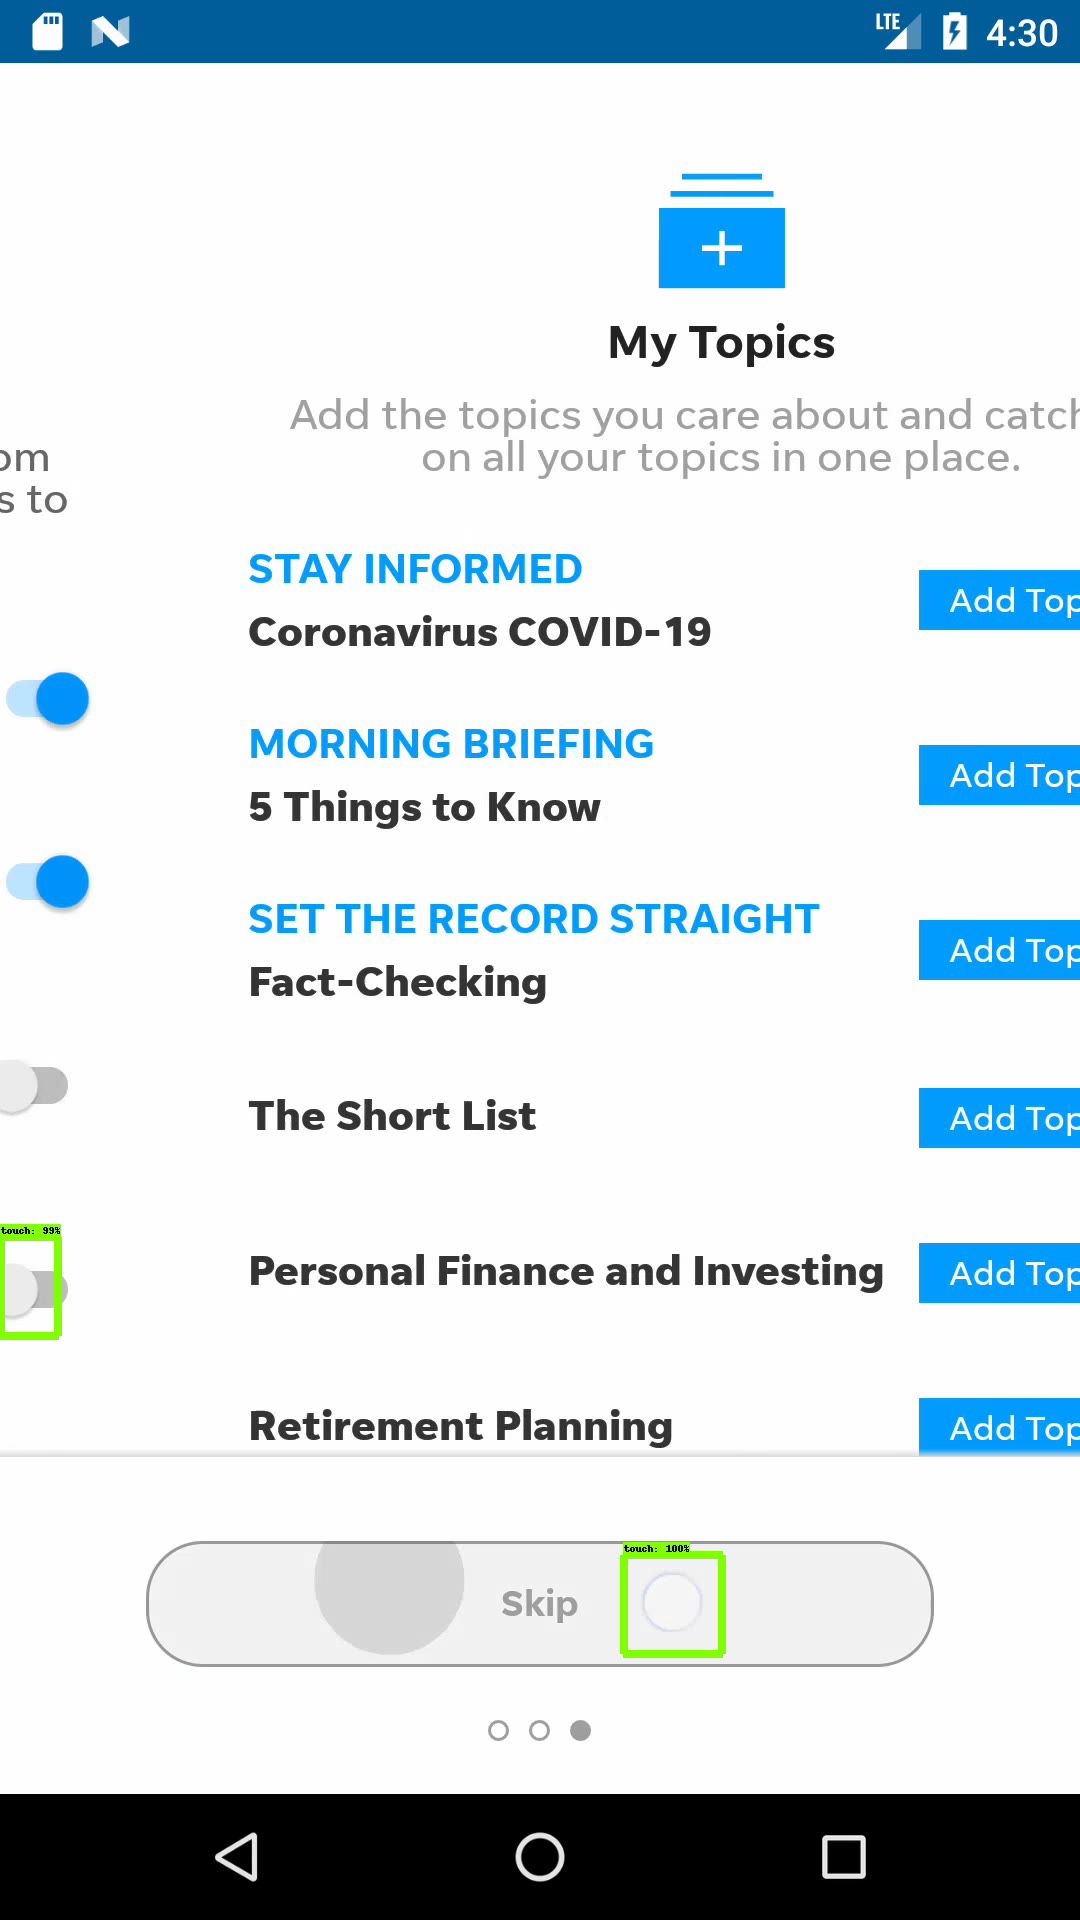 LTE 4:30
My Topics
Add the topics you care about and catch
on all your topics in one place.
om
s to
STAY INFORMED
Coronavirus COVID-19
Add Top
MORNING BRIEFING
5 Things to Know
Add Top
SET THE RECORD STRAIGHT
Fact-Checking
Add Top
The Short List
Add Top
touch: 99%
Personal Finance and Investing
Add Top
Retirement Planning
Add Top
touch: 100%
Skip